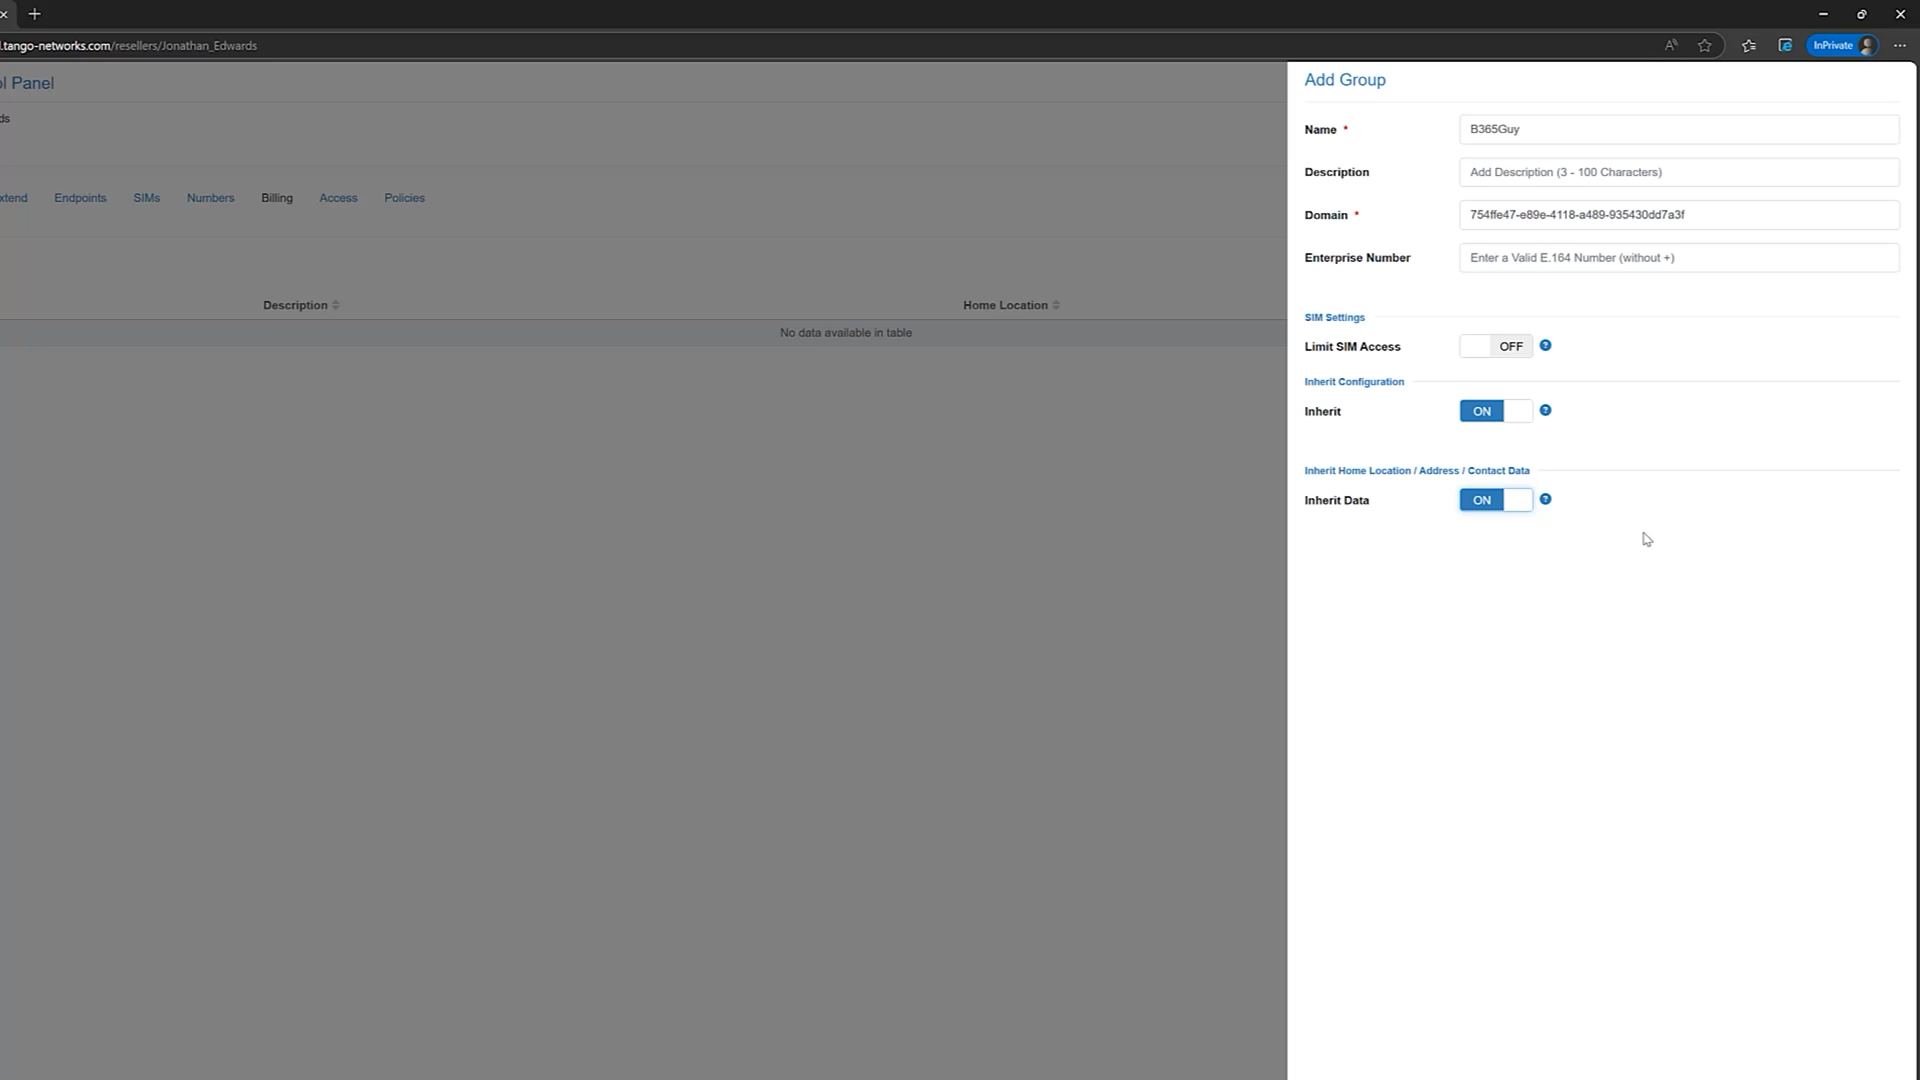 l.tango-networks.com/resellers/Jonathan_Edwards
InPrivate
ol Panel
ds
xtend Endpoints SIMs Numbers Billing Access Policies
Description Home Location
No data available in table
Add Group
Name * B365Guy
Description Add Description (3 - 100 Characters)
Domain * 754ffe47-e89e-4118-a489-935430dd7a3f
Enterprise Number Enter a Valid E.164 Number (without +)
SIM Settings
Limit SIM Access OFF ?
Inherit Configuration
Inherit ON ?
Inherit Home Location / Address / Contact Data
Inherit Data ON ?